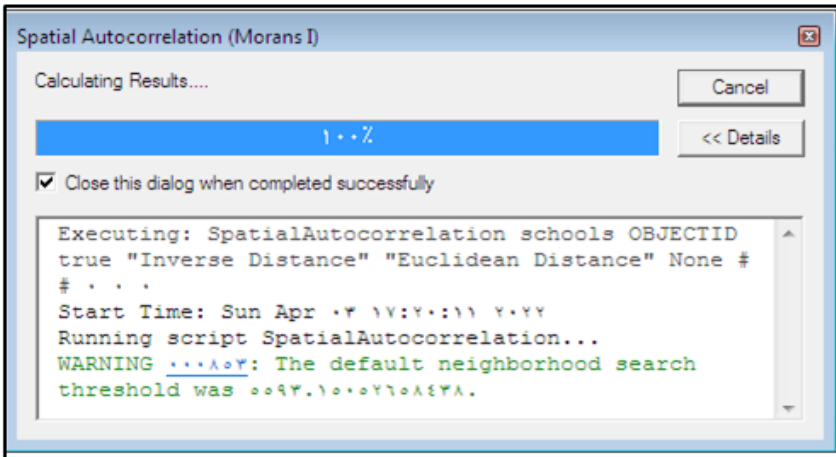 Spatial Autocorrelation (Morans I)
Calculating Results....
Cancel
١٠٠٪
<< Details
Close this dialog when completed successfully
Executing: SpatialAutocorrelation schools OBJECTID
true "Inverse Distance" "Euclidean Distance" None #
# ٠ ٠ ٠
Start Time: Sun Apr ٠٣ ١٧:٢٠:١١ ٢٠٢٢
Running script SpatialAutocorrelation...
WARNING ٠٠٠٨٥٣: The default neighborhood search
threshold was ٥٥٩٣.١٥٠٥٢٦٥٨٤٣٨.